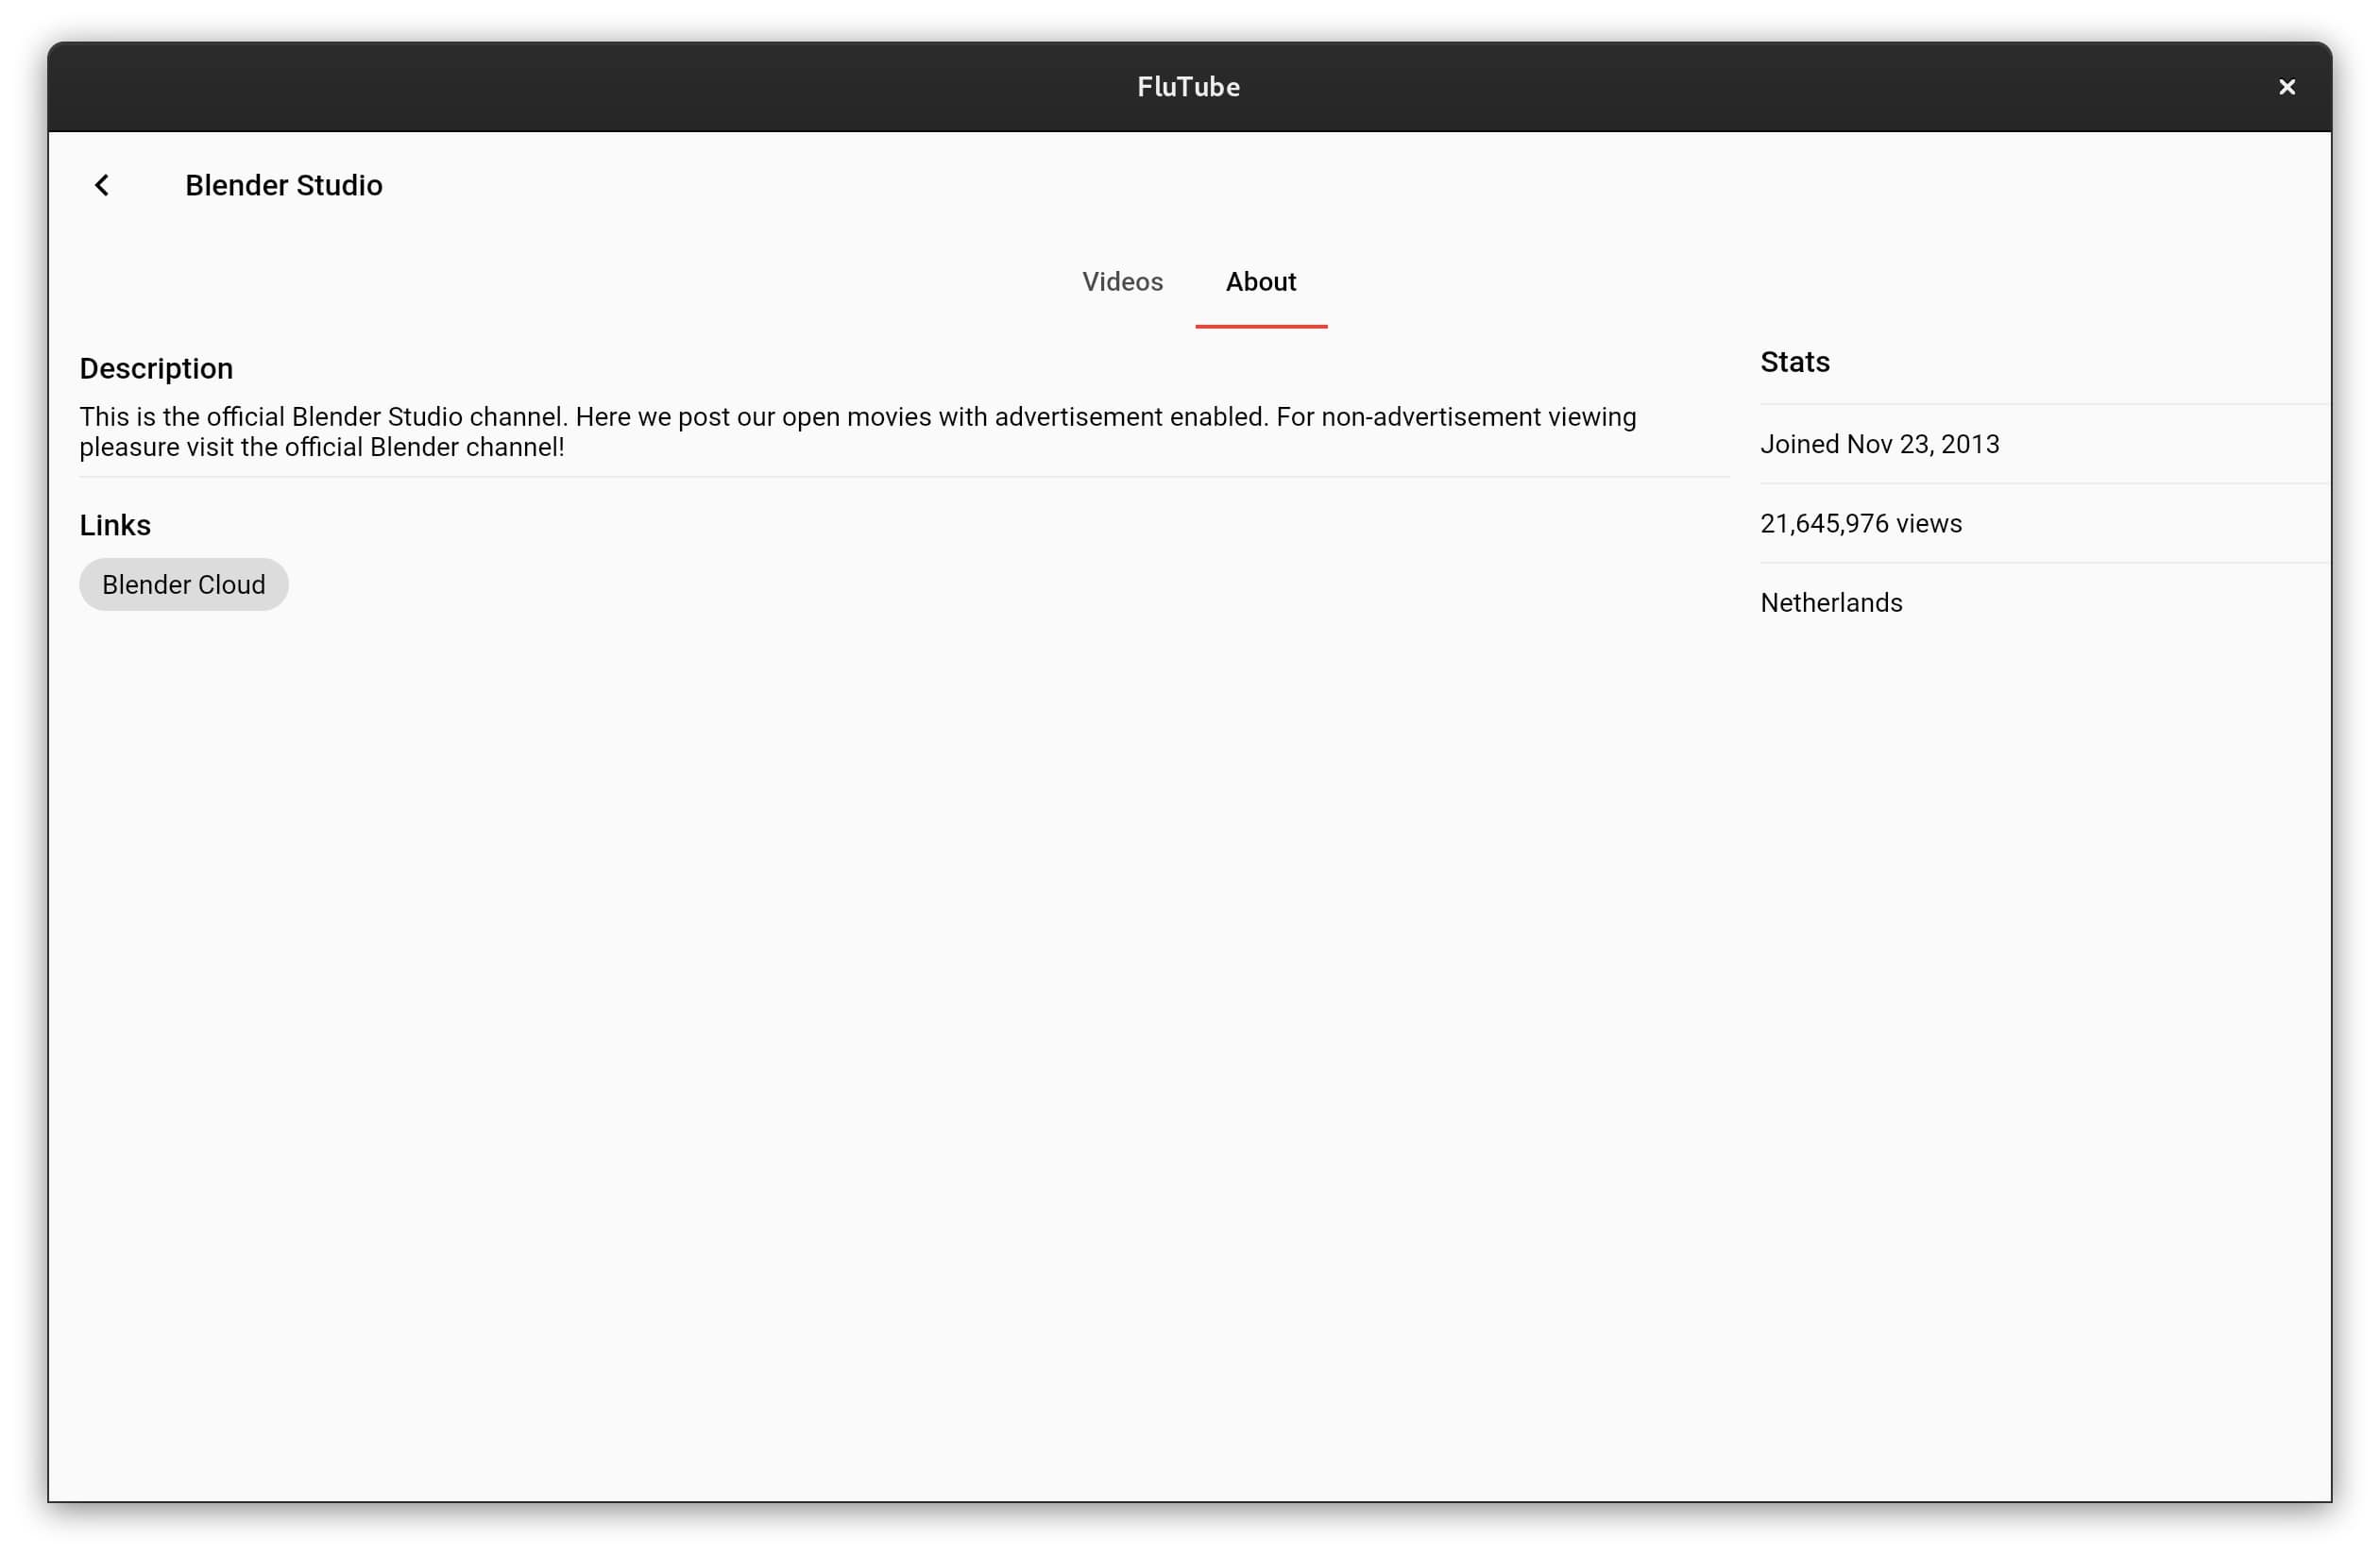 FluTube
Blender Studio
Videos
About
Description
This is the official Blender Studio channel. Here we post our open movies with advertisement enabled. For non-advertisement viewing
pleasure visit the official Blender channel!
Links
Blender Cloud
Stats
Joined Nov 23, 2013
21,645,976 views
Netherlands